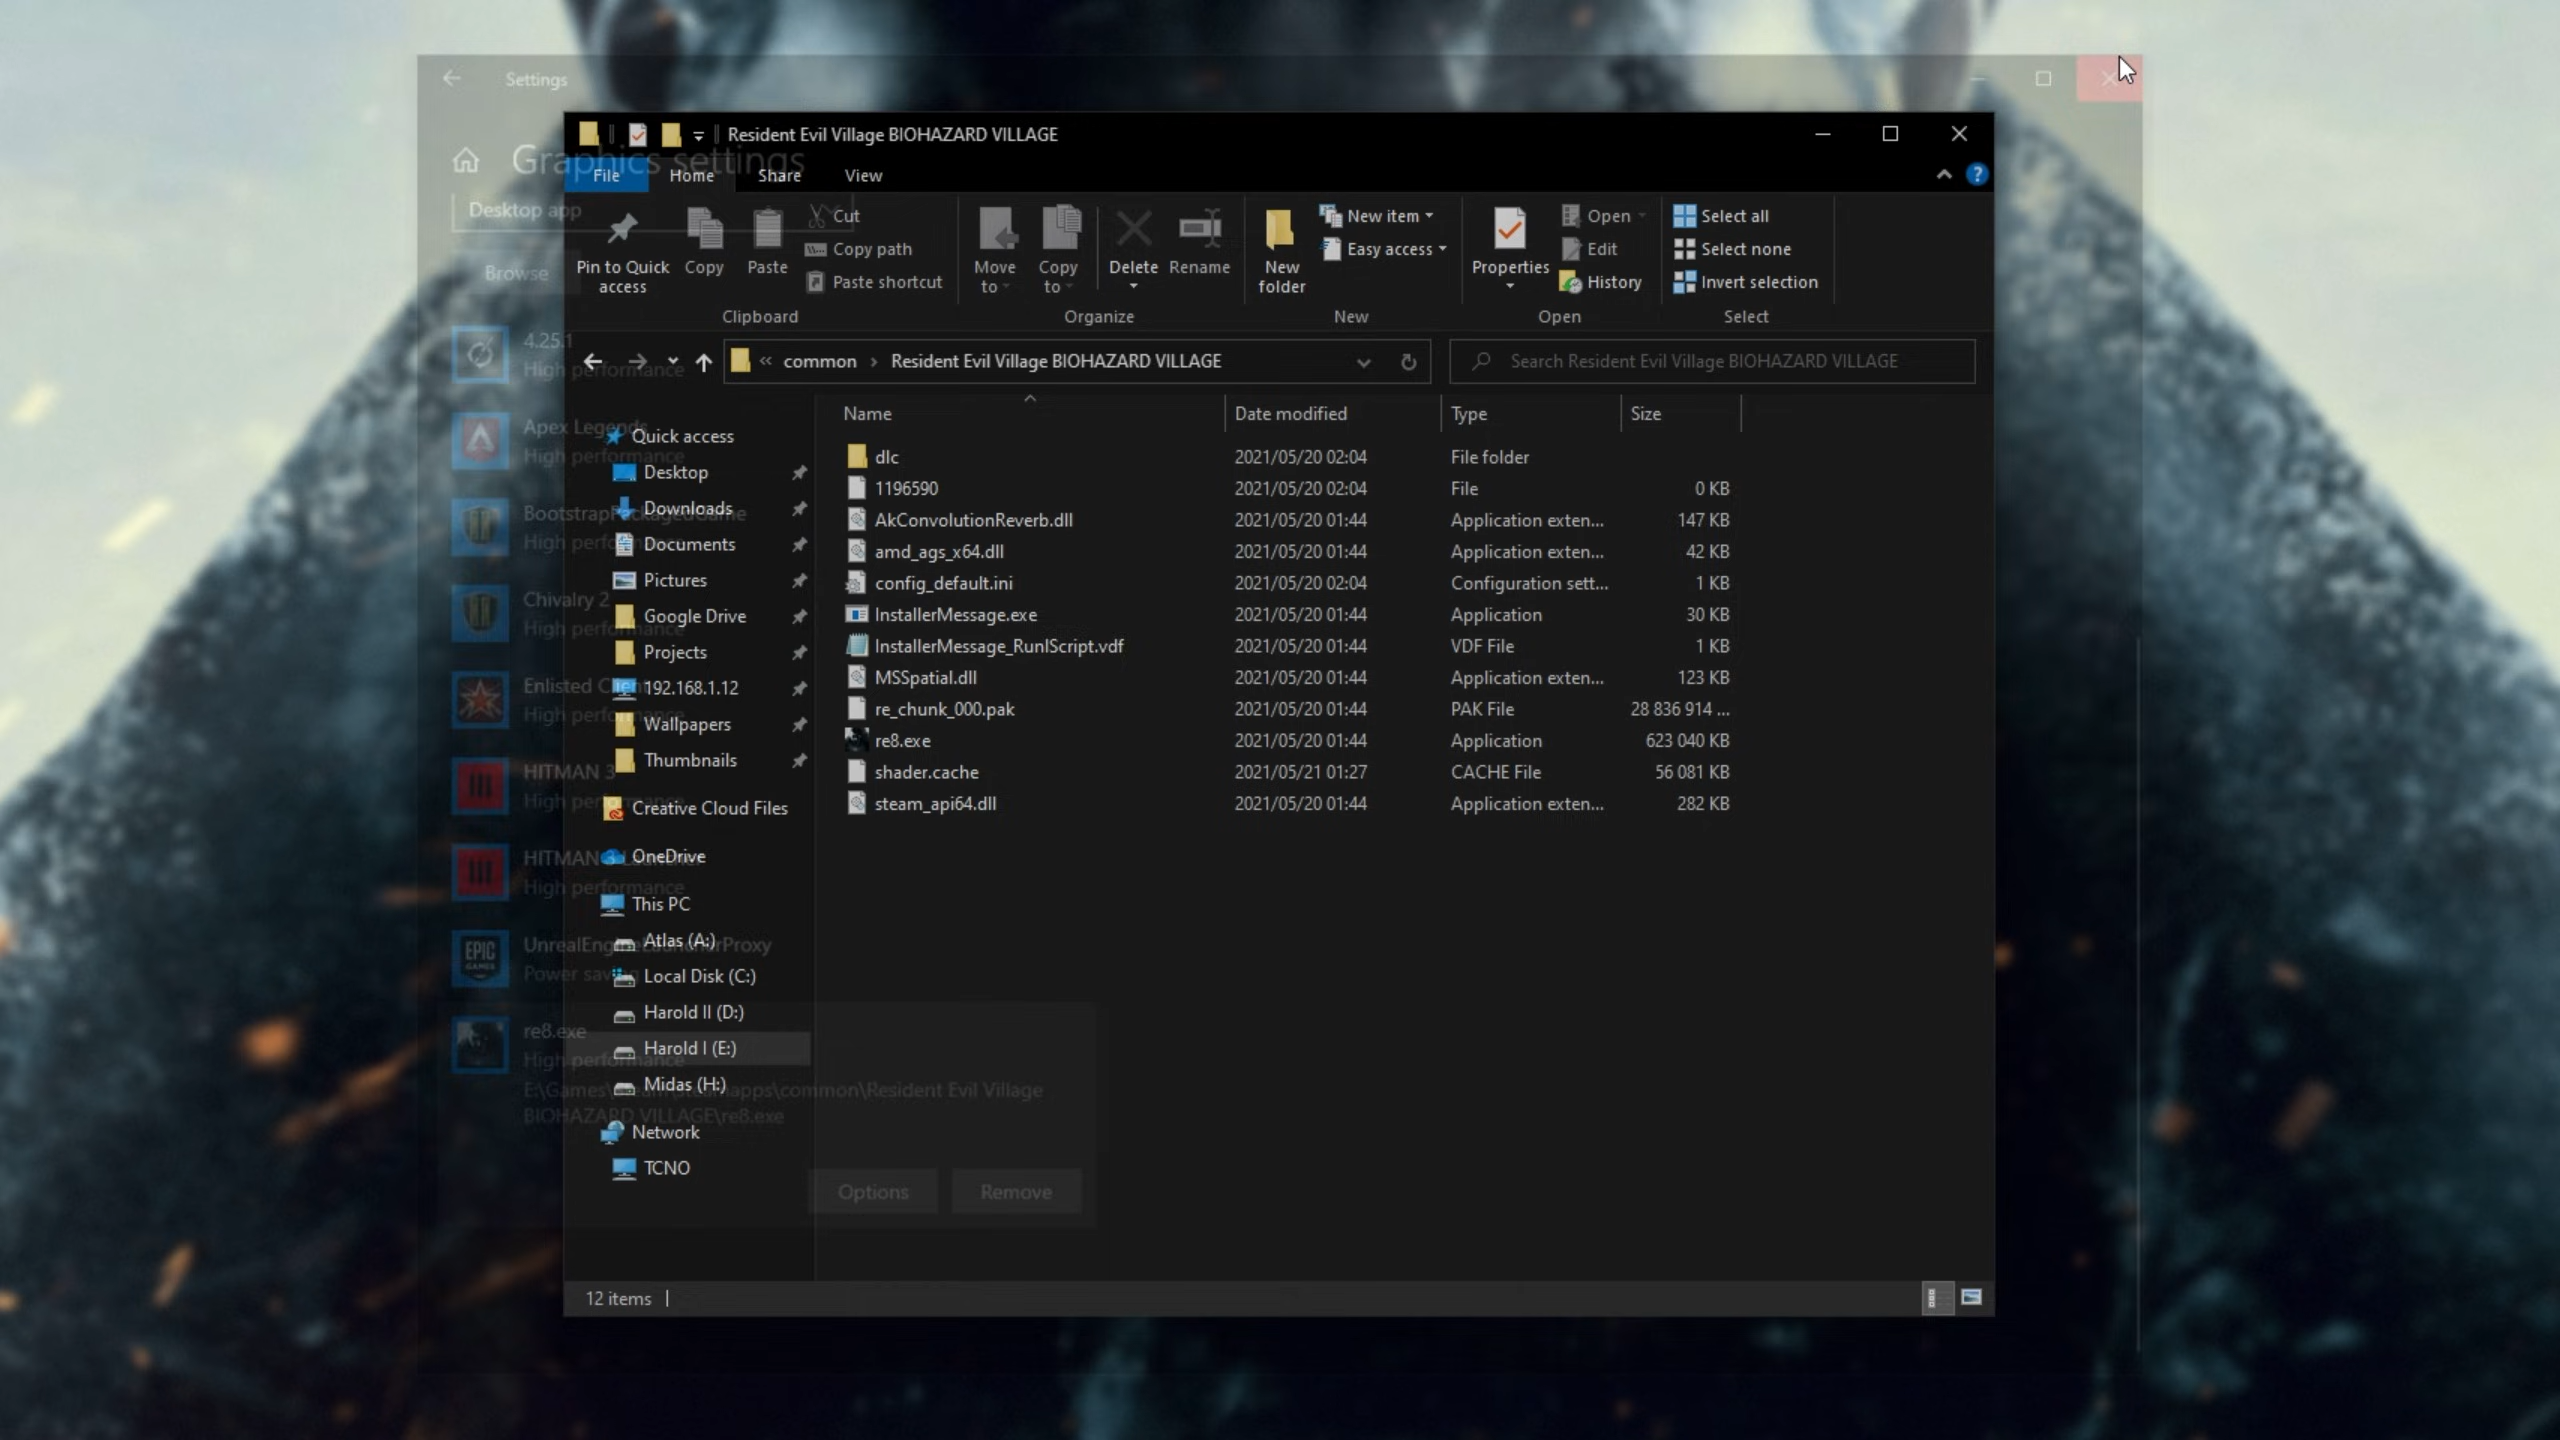 Settings
Resident Evil Village BIOHAZARD VILLAGE
Graphics settings
File Home Share View
Desktop app
Browse
Pin to Quick access
Copy
Paste
Cut
Copy path
Paste shortcut
Clipboard
Move to
Copy to
Delete
Rename
Organize
New folder
New item
Easy access
New
Properties
Open
Edit
History
Open
Select all
Select none
Invert selection
Select
« common › Resident Evil Village BIOHAZARD VILLAGE
Search Resident Evil Village BIOHAZARD VILLAGE
Name Date modified Type Size
dlc 2021/05/20 02:04 File folder
1196590 2021/05/20 02:04 File 0 KB
AkConvolutionReverb.dll 2021/05/20 01:44 Application exten... 147 KB
amd_ags_x64.dll 2021/05/20 01:44 Application exten... 42 KB
config_default.ini 2021/05/20 02:04 Configuration sett... 1 KB
InstallerMessage.exe 2021/05/20 01:44 Application 30 KB
InstallerMessage_RunIScript.vdf 2021/05/20 01:44 VDF File 1 KB
MSSpatial.dll 2021/05/20 01:44 Application exten... 123 KB
re_chunk_000.pak 2021/05/20 01:44 PAK File 28 836 914 ...
re8.exe 2021/05/20 01:44 Application 623 040 KB
shader.cache 2021/05/21 01:27 CACHE File 56 081 KB
steam_api64.dll 2021/05/20 01:44 Application exten... 282 KB
Quick access
Desktop
Downloads
Documents
Pictures
Google Drive
Projects
192.168.1.12
Wallpapers
Thumbnails
Creative Cloud Files
OneDrive
This PC
Atlas (A:)
Local Disk (C:)
Harold II (D:)
Harold I (E:)
Midas (H:)
Network
TCNO
4.25.1
High performance
Apex Legends
High performance
BootstrapPackagedGame
High performance
Chivalry 2
High performance
Enlisted Client
High performance
HITMAN 3
High performance
HITMAN 3 Launcher
High performance
EPIC GAMES
UnrealEngineLauncherProxy
Power saving
re8.exe
High performance
E:\Games\Steam\steamapps\common\Resident Evil Village
BIOHAZARD VILLAGE\re8.exe
Options Remove
12 items